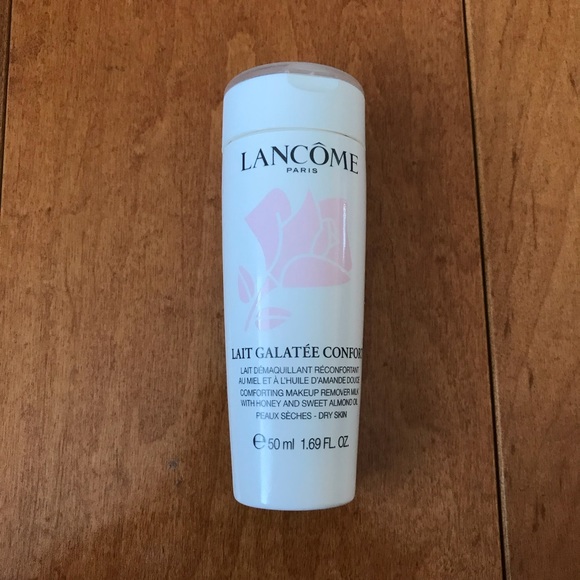 LANCÔME
PARIS
LAIT GALATÉE CONFORT
LAIT DÉMAQUILLANT RÉCONFORTANT
AU MIEL ET À L'HUILE D'AMANDE DOUCE
COMFORTING MAKEUP REMOVER MILK
WITH HONEY AND SWEET ALMOND OIL
PEAUX SÈCHES - DRY SKIN
℮ 50 ml 1.69 FL. OZ.